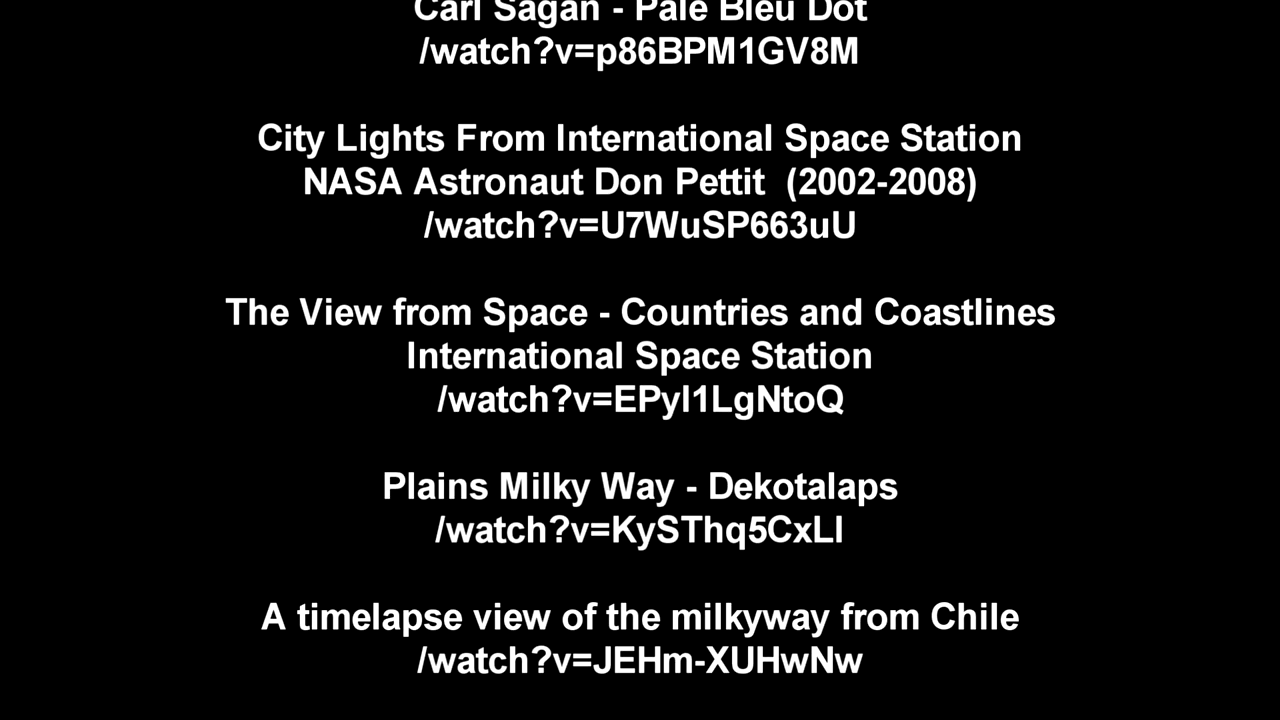 Carl Sagan - Pale Bleu Dot
/watch?v=p86BPM1GV8M
City Lights From International Space Station
NASA Astronaut Don Pettit (2002-2008)
/watch?v=U7WuSP663uU
The View from Space - Countries and Coastlines
International Space Station
/watch?v=EPyl1LgNtoQ
Plains Milky Way - Dekotalaps
/watch?v=KySThq5CxLI
A timelapse view of the milkyway from Chile
/watch?v=JEHm-XUHwNw